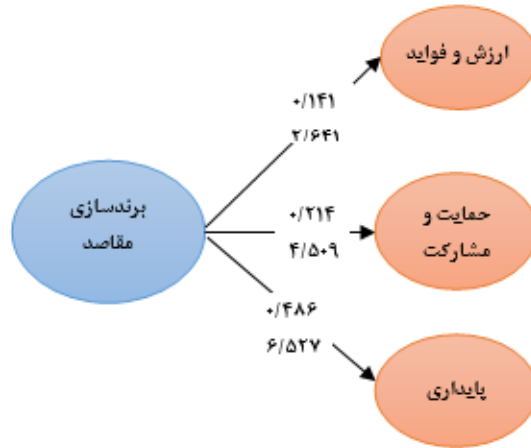 ارزش و فواید
۰/۱۴۱
۲/۶۴۱
برندسازی
مقاصد
۰/۲۱۴
۴/۵۰۹
حمایت و
مشارکت
۰/۴۸۶
۶/۵۲۷
پایداری